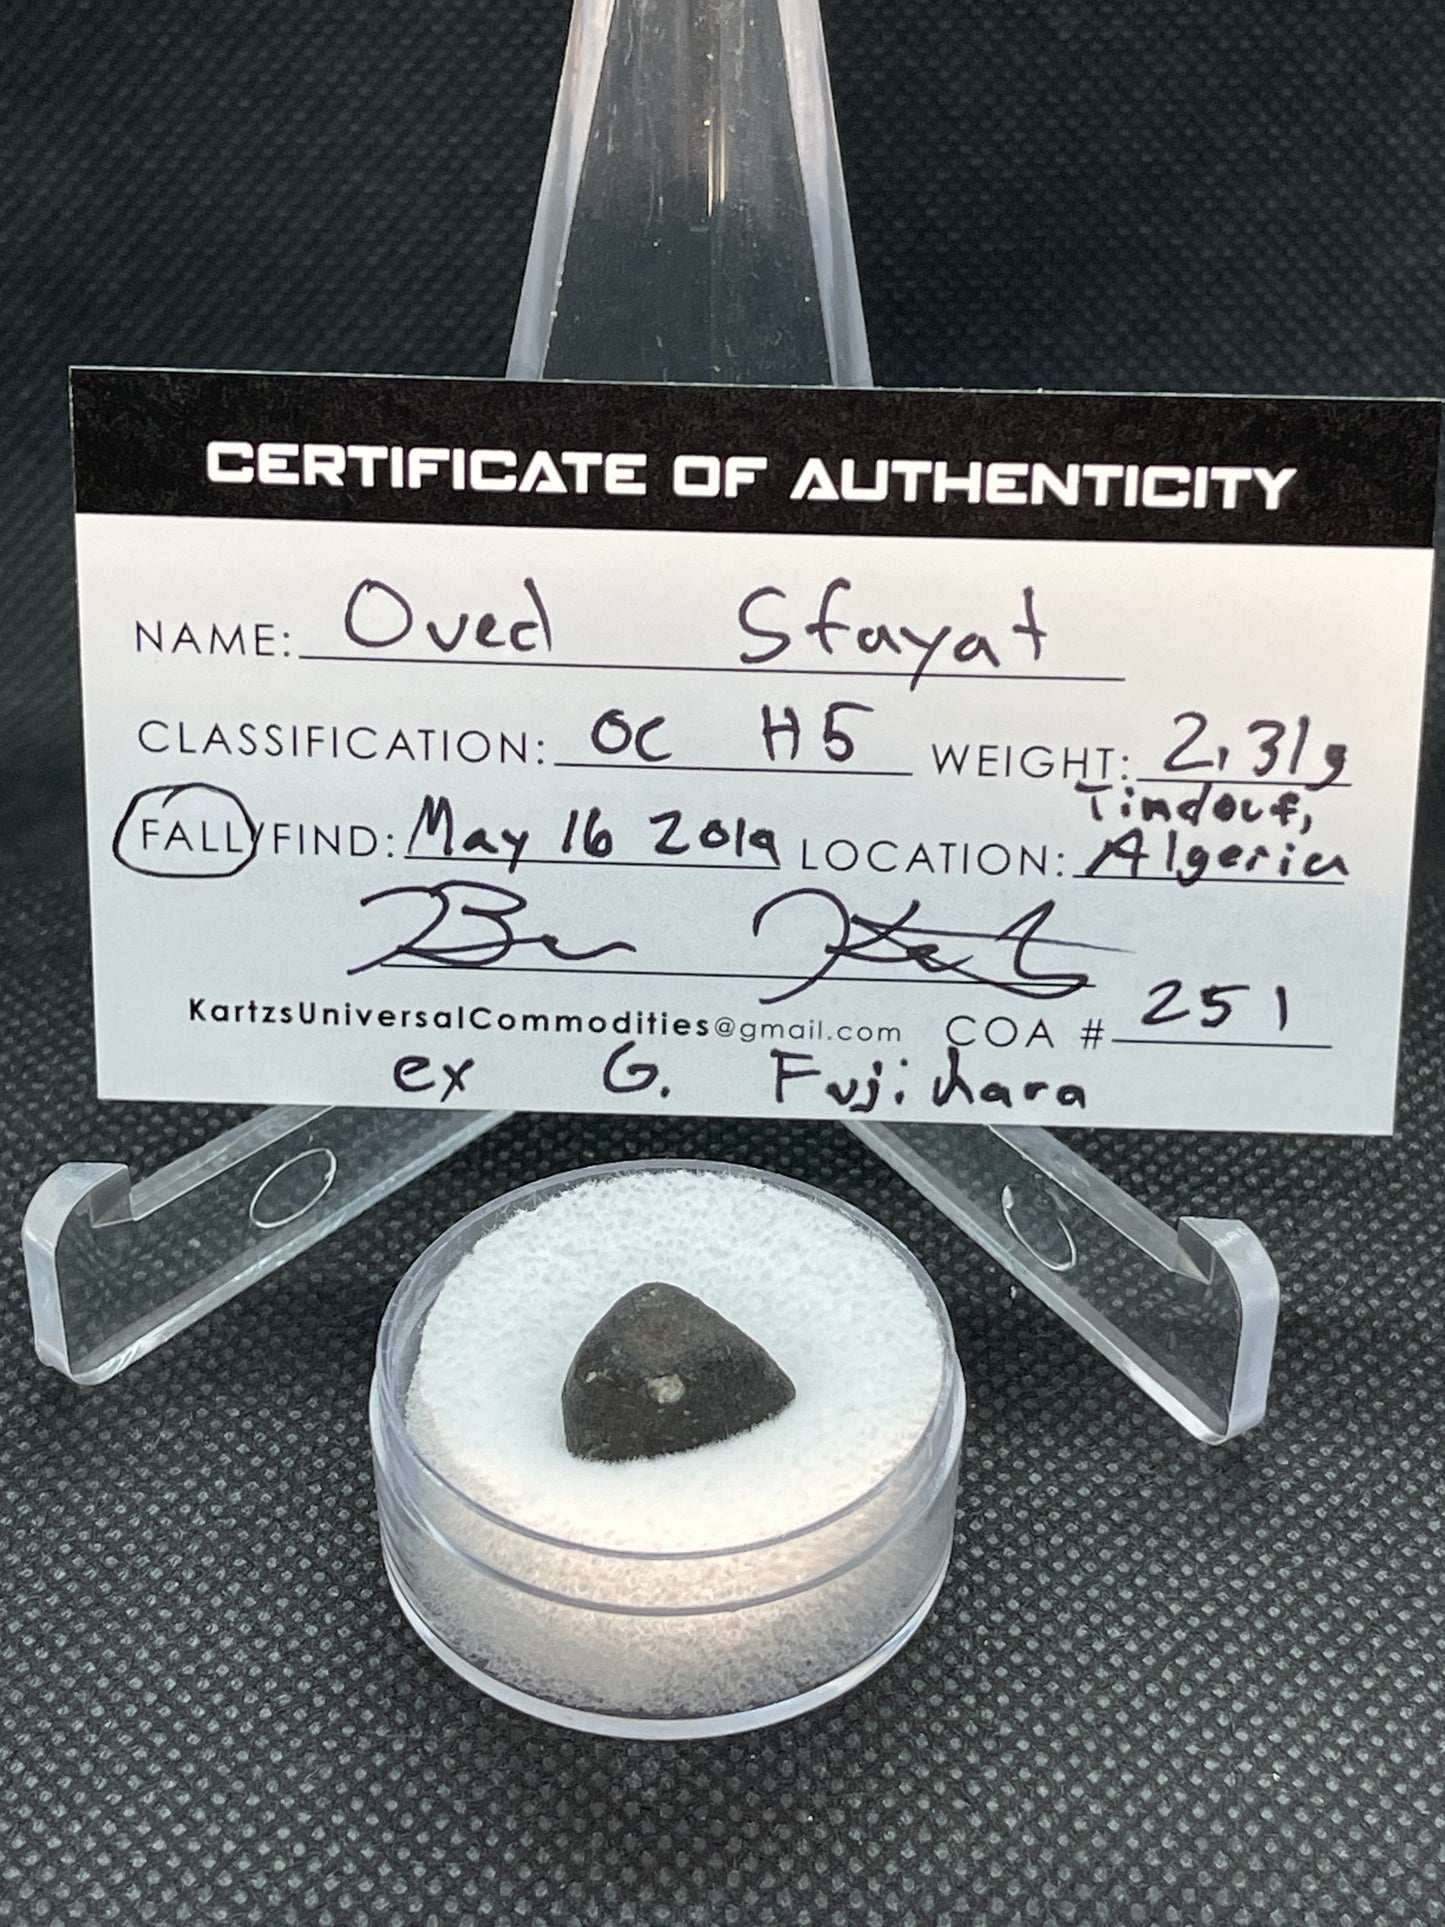 CERTIFICATE OF AUTHENTICITY
NAME: Oued Sfayat
CLASSIFICATION: OC H5 WEIGHT: 2.31g
FALL/FIND: May 16 2019 LOCATION: Tindouf, Algeria
KartzsUniversalCommodities@gmail.com COA # 251
ex G. Fujihara